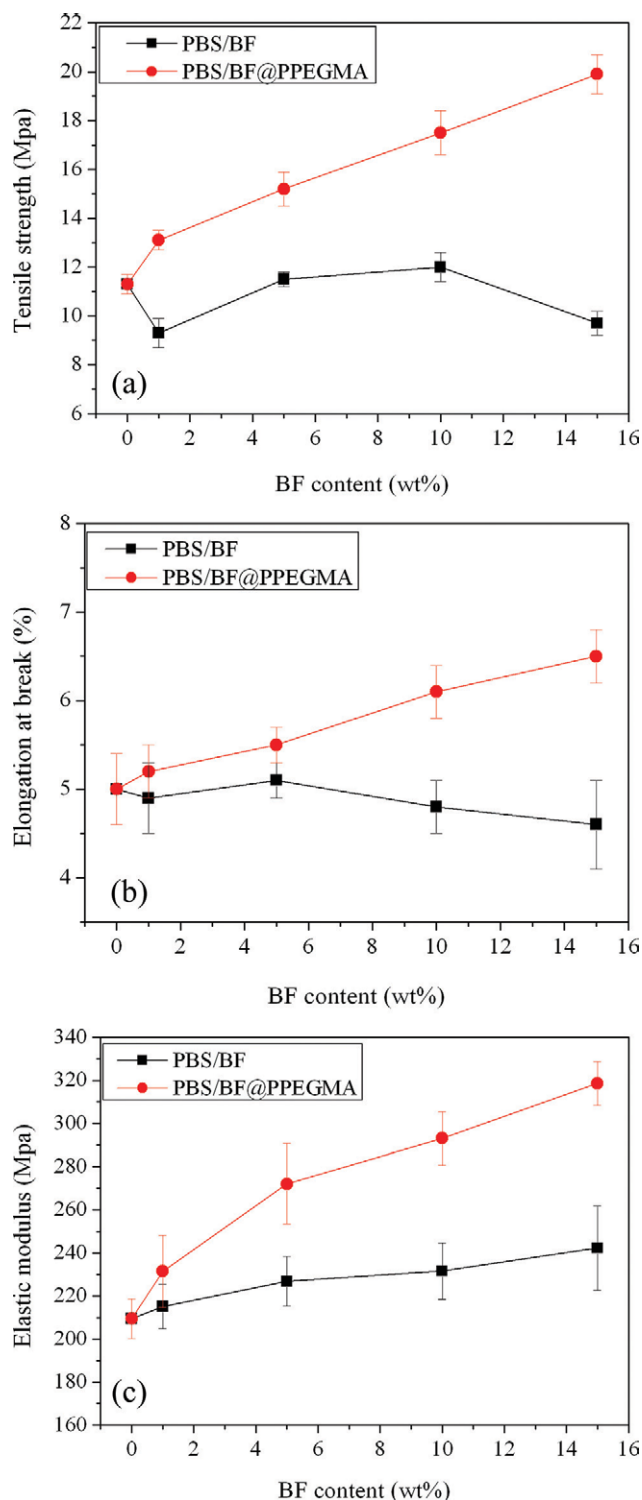 22
20
18
16
14
12
10
8
6
Tensile strength (Mpa)
PBS/BF
PBS/BF@PPEGMA
(a)
0 2 4 6 8 10 12 14 16
BF content (wt%)
8
7
6
5
4
Elongation at break (%)
PBS/BF
PBS/BF@PPEGMA
(b)
0 2 4 6 8 10 12 14 16
BF content (wt%)
340
320
300
280
260
240
220
200
180
160
Elastic modulus (Mpa)
PBS/BF
PBS/BF@PPEGMA
(c)
0 2 4 6 8 10 12 14 16
BF content (wt%)